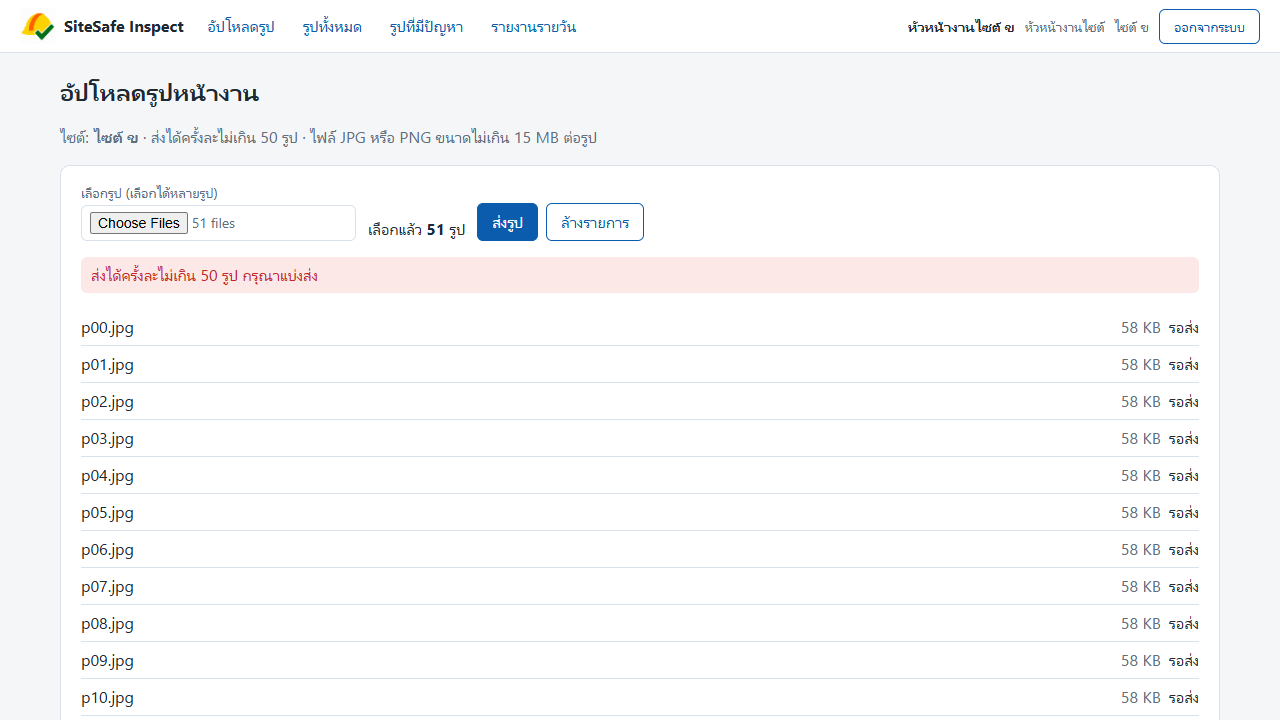 SiteSafe Inspect อัปโหลดรูป รูปทั้งหมด รูปที่มีปัญหา รายงานรายวัน หัวหน้างานไซต์ ข หัวหน้างานไซต์ ไซต์ ข ออกจากระบบ
อัปโหลดรูปหน้างาน
ไซต์: ไซต์ ข · ส่งได้ครั้งละไม่เกิน 50 รูป · ไฟล์ JPG หรือ PNG ขนาดไม่เกิน 15 MB ต่อรูป
เลือกรูป (เลือกได้หลายรูป)
Choose Files 51 files เลือกแล้ว 51 รูป ส่งรูป ล้างรายการ
ส่งได้ครั้งละไม่เกิน 50 รูป กรุณาแบ่งส่ง
p00.jpg 58 KB รอส่ง
p01.jpg 58 KB รอส่ง
p02.jpg 58 KB รอส่ง
p03.jpg 58 KB รอส่ง
p04.jpg 58 KB รอส่ง
p05.jpg 58 KB รอส่ง
p06.jpg 58 KB รอส่ง
p07.jpg 58 KB รอส่ง
p08.jpg 58 KB รอส่ง
p09.jpg 58 KB รอส่ง
p10.jpg 58 KB รอส่ง